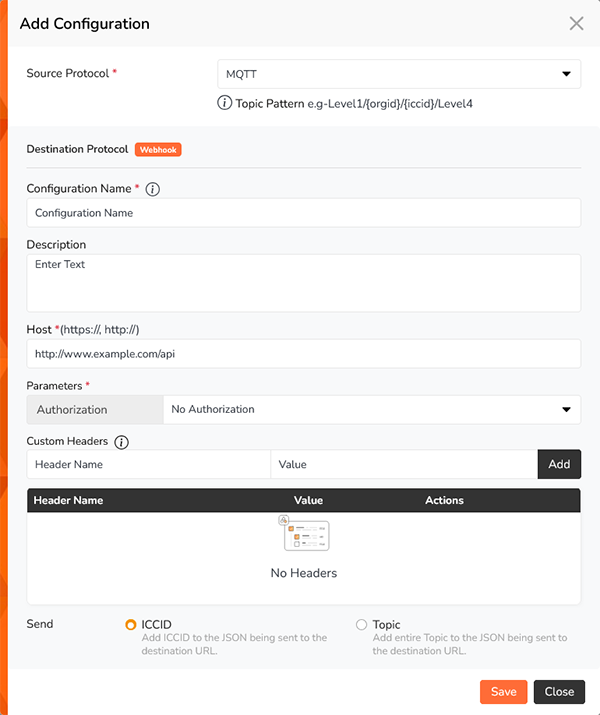 Add Configuration
Source Protocol *
MQTT
Topic Pattern e.g-Level1/{orgid}/{iccid}/Level4
Destination Protocol Webhook
Configuration Name *
Configuration Name
Description
Enter Text
Host *(https://, http://)
http://www.example.com/api
Parameters *
Authorization No Authorization
Custom Headers
Header Name Value Add
Header Name Value Actions
No Headers
Send ICCID Topic
Add ICCID to the JSON being sent to the destination URL.
Add entire Topic to the JSON being sent to the destination URL.
Save Close